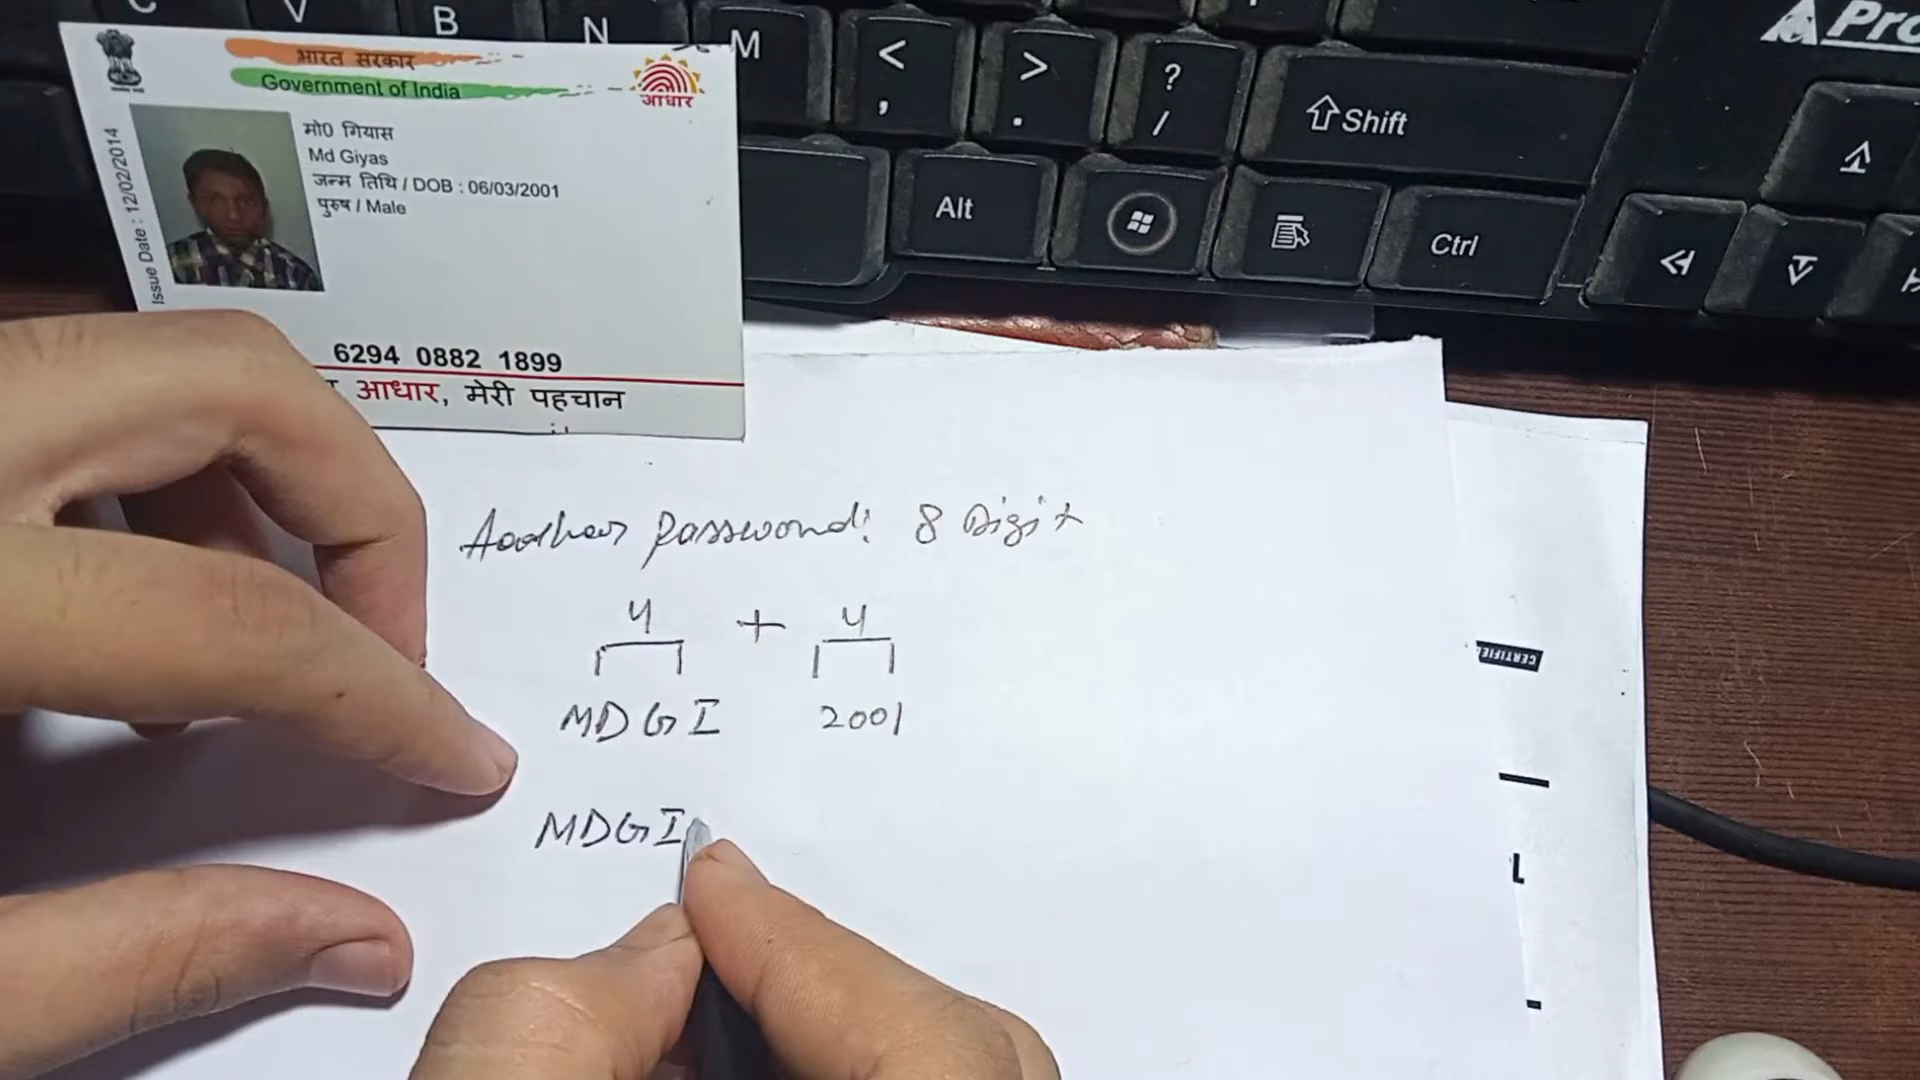 C V B N M
< ,
> .
? /
Shift
Alt
Ctrl
Pro
भारत सरकार
Government of India
आधार
Issue Date : 12/02/2014
मो0 गियास
Md Giyas
जन्म तिथि / DOB : 06/03/2001
पुरुष / Male
6294 0882 1899
आधार, मेरी पहचान
Aadhar Password: 8 Digit
4 + 4
MDGI 2001
MDGI